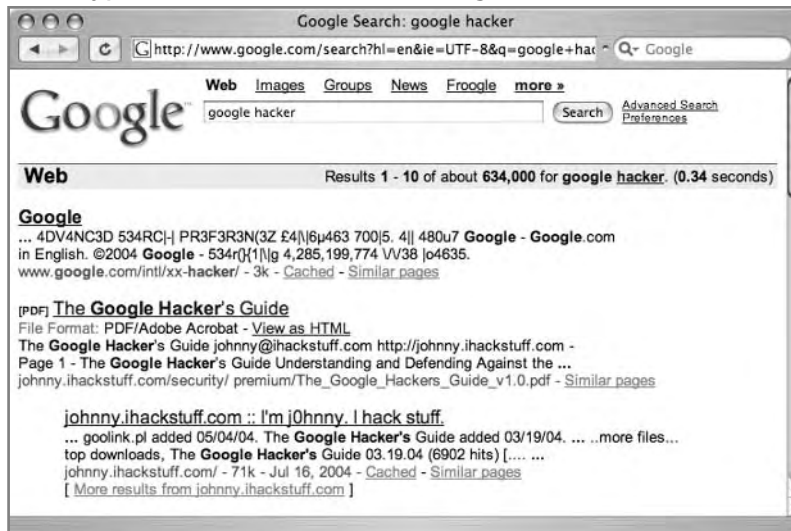 Google Search: google hacker
http://www.google.com/search?hl=en&ie=UTF-8&q=google+hac
Google
Google
Web Images Groups News Froogle more »
google hacker
Search
Advanced Search
Preferences
Web
Results 1 - 10 of about 634,000 for google hacker. (0.34 seconds)
Google
... 4DV4NC3D 534RC|-| PR3F3R3N(3Z £4|\|6µ463 700|5. 4|| 480u7 Google - Google.com
in English. ©2004 Google - 534r(}{1|\|g 4,285,199,774 \/\/38 |o4635.
www.google.com/intl/xx-hacker/ - 3k - Cached - Similar pages
[PDF] The Google Hacker's Guide
File Format: PDF/Adobe Acrobat - View as HTML
The Google Hacker's Guide johnny@ihackstuff.com http://johnny.ihackstuff.com -
Page 1 - The Google Hacker's Guide Understanding and Defending Against the ...
johnny.ihackstuff.com/security/ premium/The_Google_Hackers_Guide_v1.0.pdf - Similar pages
johnny.ihackstuff.com :: I'm j0hnny. I hack stuff.
... goolink.pl added 05/04/04. The Google Hacker's Guide added 03/19/04. ... ..more files...
top downloads, The Google Hacker's Guide 03.19.04 (6902 hits) [.... ...
johnny.ihackstuff.com/ - 71k - Jul 16, 2004 - Cached - Similar pages
[ More results from johnny.ihackstuff.com ]